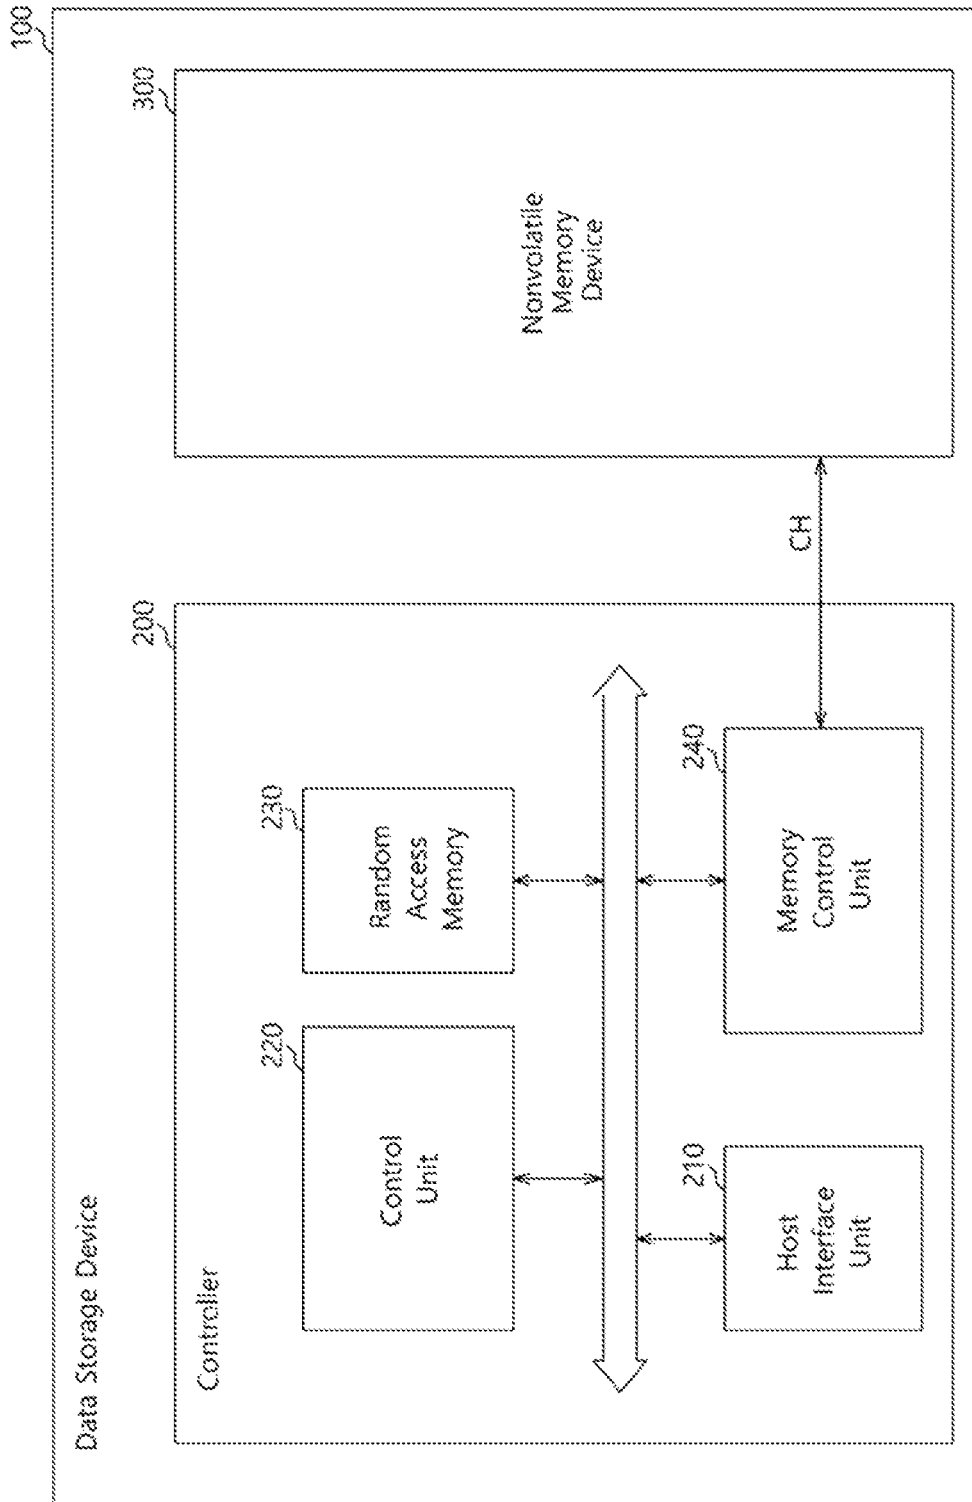 100
Data Storage Device
200
Controller
220
Control
Unit
230
Random
Access
Memory
210
Host
Interface
Unit
240
Memory
Control
Unit
CH
300
Nonvolatile
Memory
Device